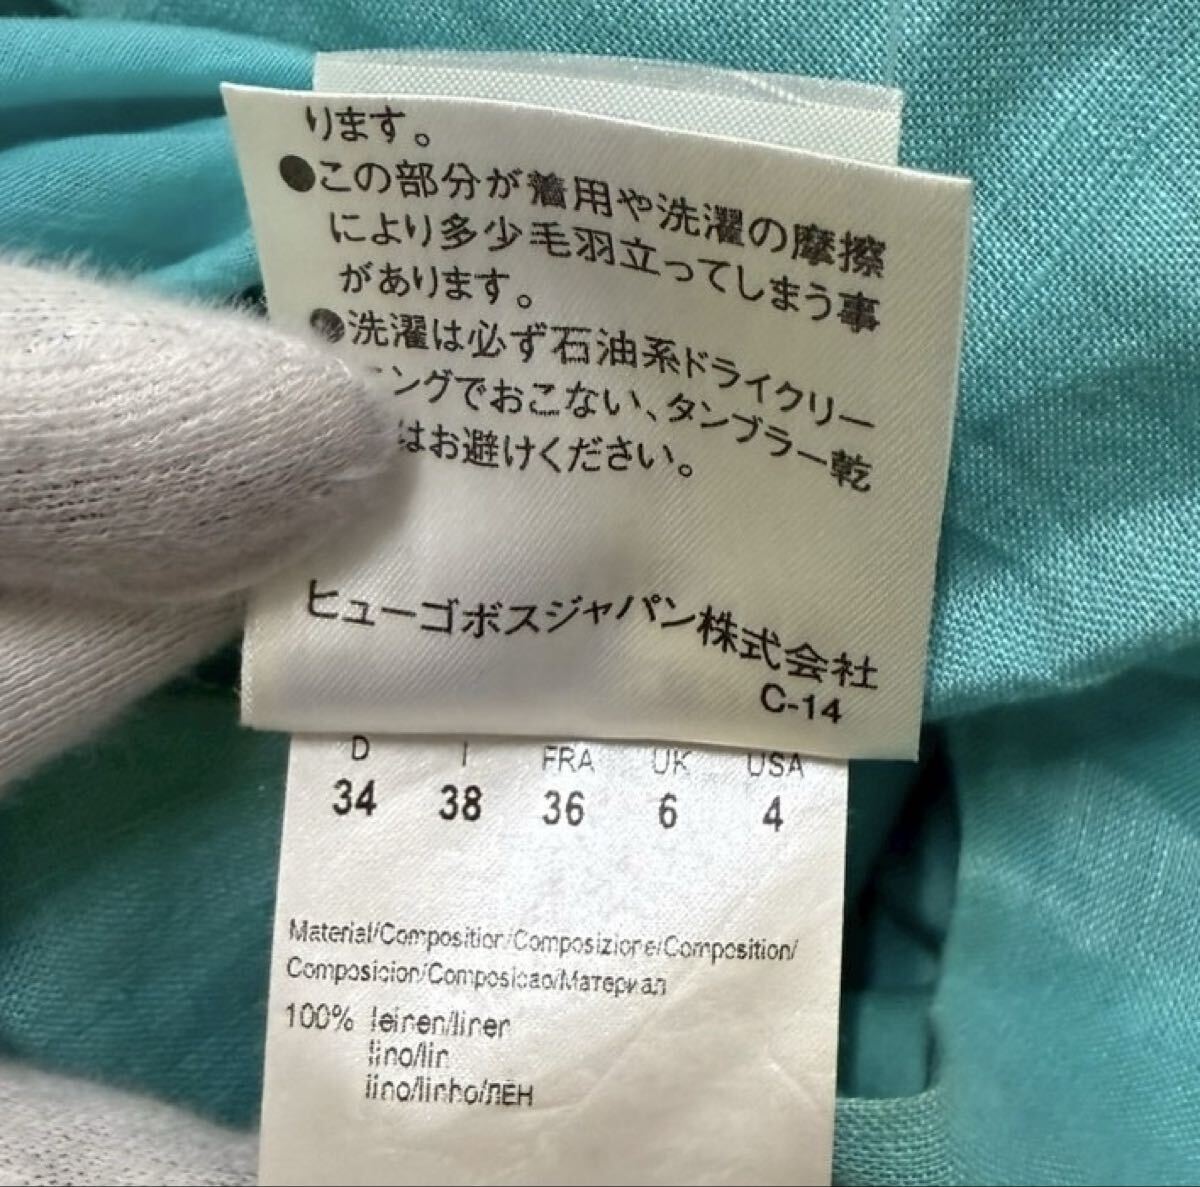 ります。
●この部分が着用や洗濯の摩擦
により多少毛羽立ってしまう事
があります。
●洗濯は必ず石油系ドライクリー
ニングでおこない、タンブラー乾
はお避けください。
ヒューゴボスジャパン株式会社
C-14
D I FRA UK USA
34 38 36 6 4
Material/Composition/Composizione/Composition/
Composicion/Composicao/Материал
100% leinen/linen
lino/lin
lino/linho/ЛЕН